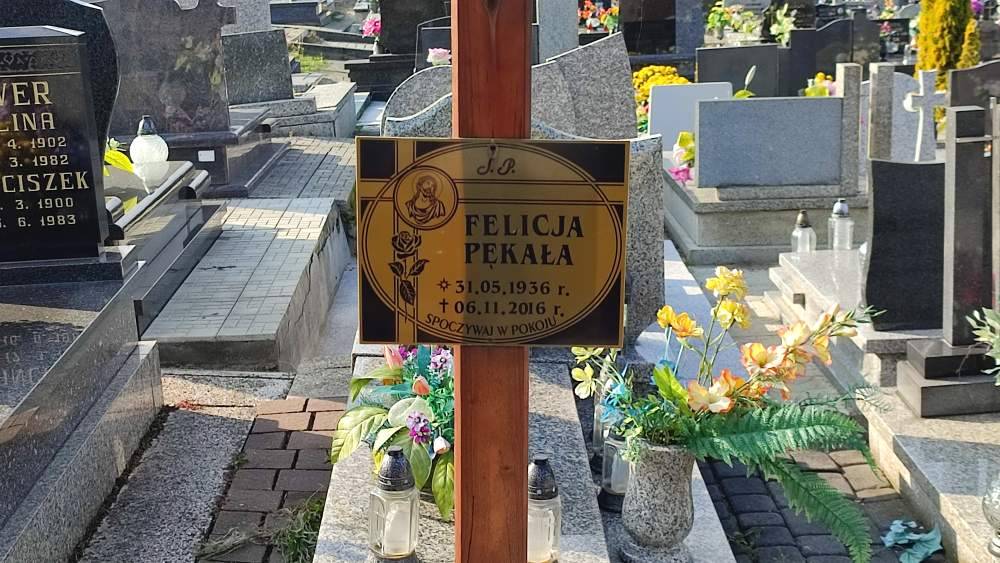 WER
LINA
4. 1902
3. 1982
CISZEK
3. 1900
6. 1983
Ś.P.
FELICJA
PĘKAŁA
31.05.1936 r.
✝ 06.11.2016 r.
SPOCZYWAJ W POKOJU